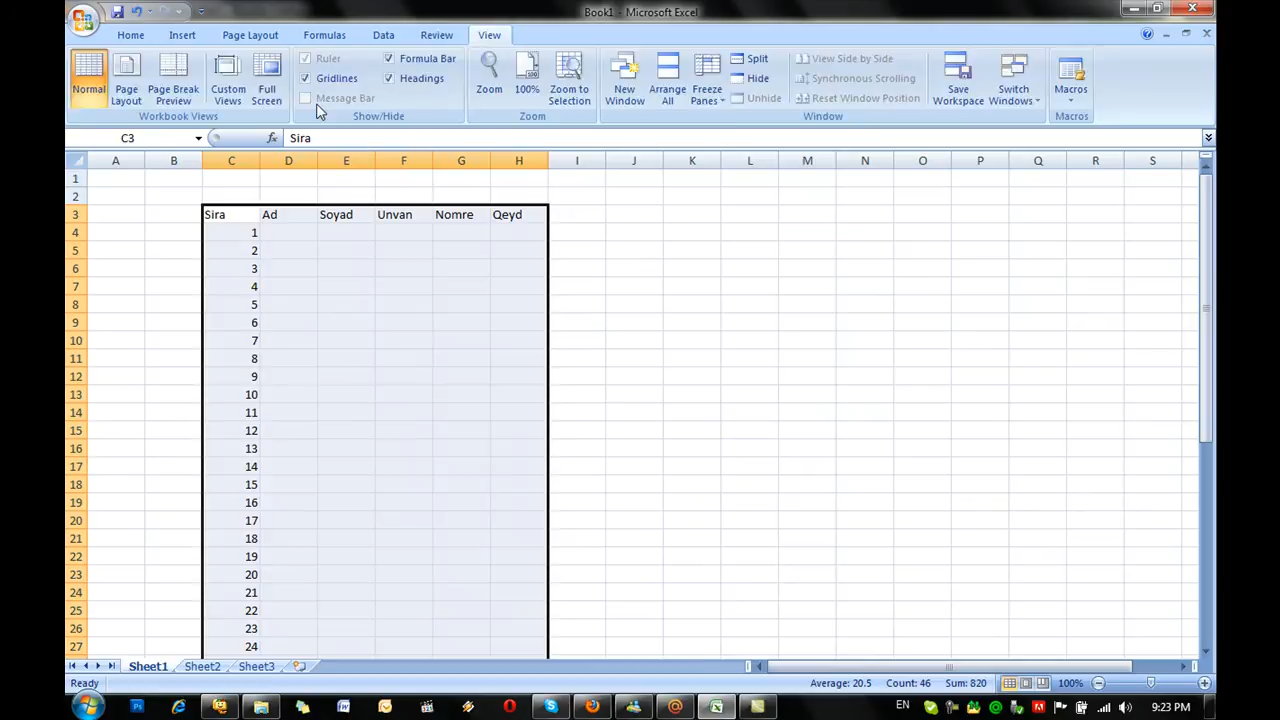 Book1 - Microsoft Excel
Home Insert Page Layout Formulas Data Review View
Normal Page Layout Page Break Preview Custom Views Full Screen
Workbook Views
Ruler Formula Bar
Gridlines Headings
Message Bar
Show/Hide
Zoom 100% Zoom to Selection
Zoom
New Window Arrange All Freeze Panes
Split View Side by Side
Hide Synchronous Scrolling
Unhide Reset Window Position
Save Workspace Switch Windows
Window
Macros
Macros
C3 fx Sira
A B C D E F G H I J K L M N O P Q R S
1
2
3 Sira Ad Soyad Unvan Nomre Qeyd
4 1
5 2
6 3
7 4
8 5
9 6
10 7
11 8
12 9
13 10
14 11
15 12
16 13
17 14
18 15
19 16
20 17
21 18
22 19
23 20
24 21
25 22
26 23
27 24
Sheet1 Sheet2 Sheet3
Ready Average: 20.5 Count: 46 Sum: 820 100%
EN 9:23 PM